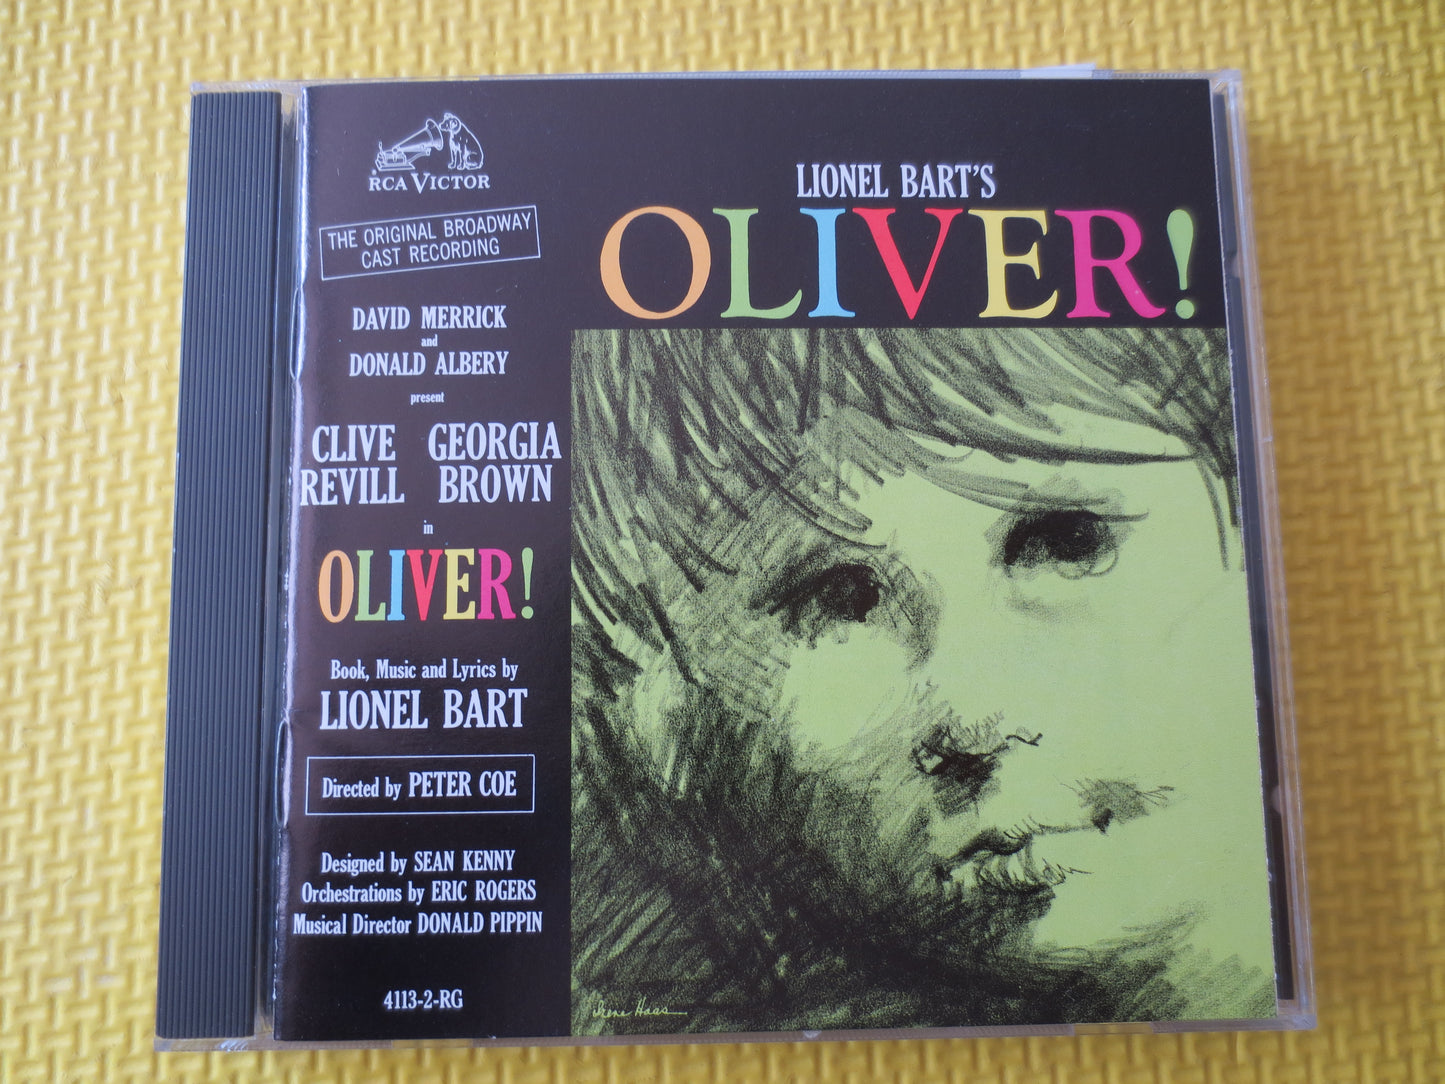 RCA VICTOR
THE ORIGINAL BROADWAY
CAST RECORDING
DAVID MERRICK
and
DONALD ALBERY
present
CLIVE GEORGIA
REVILL BROWN
in
OLIVER!
Book, Music and Lyrics by
LIONEL BART
Directed by PETER COE
Designed by SEAN KENNY
Orchestrations by ERIC ROGERS
Musical Director DONALD PIPPIN
4113-2-RG
LIONEL BART'S
OLIVER!
Irene Haas